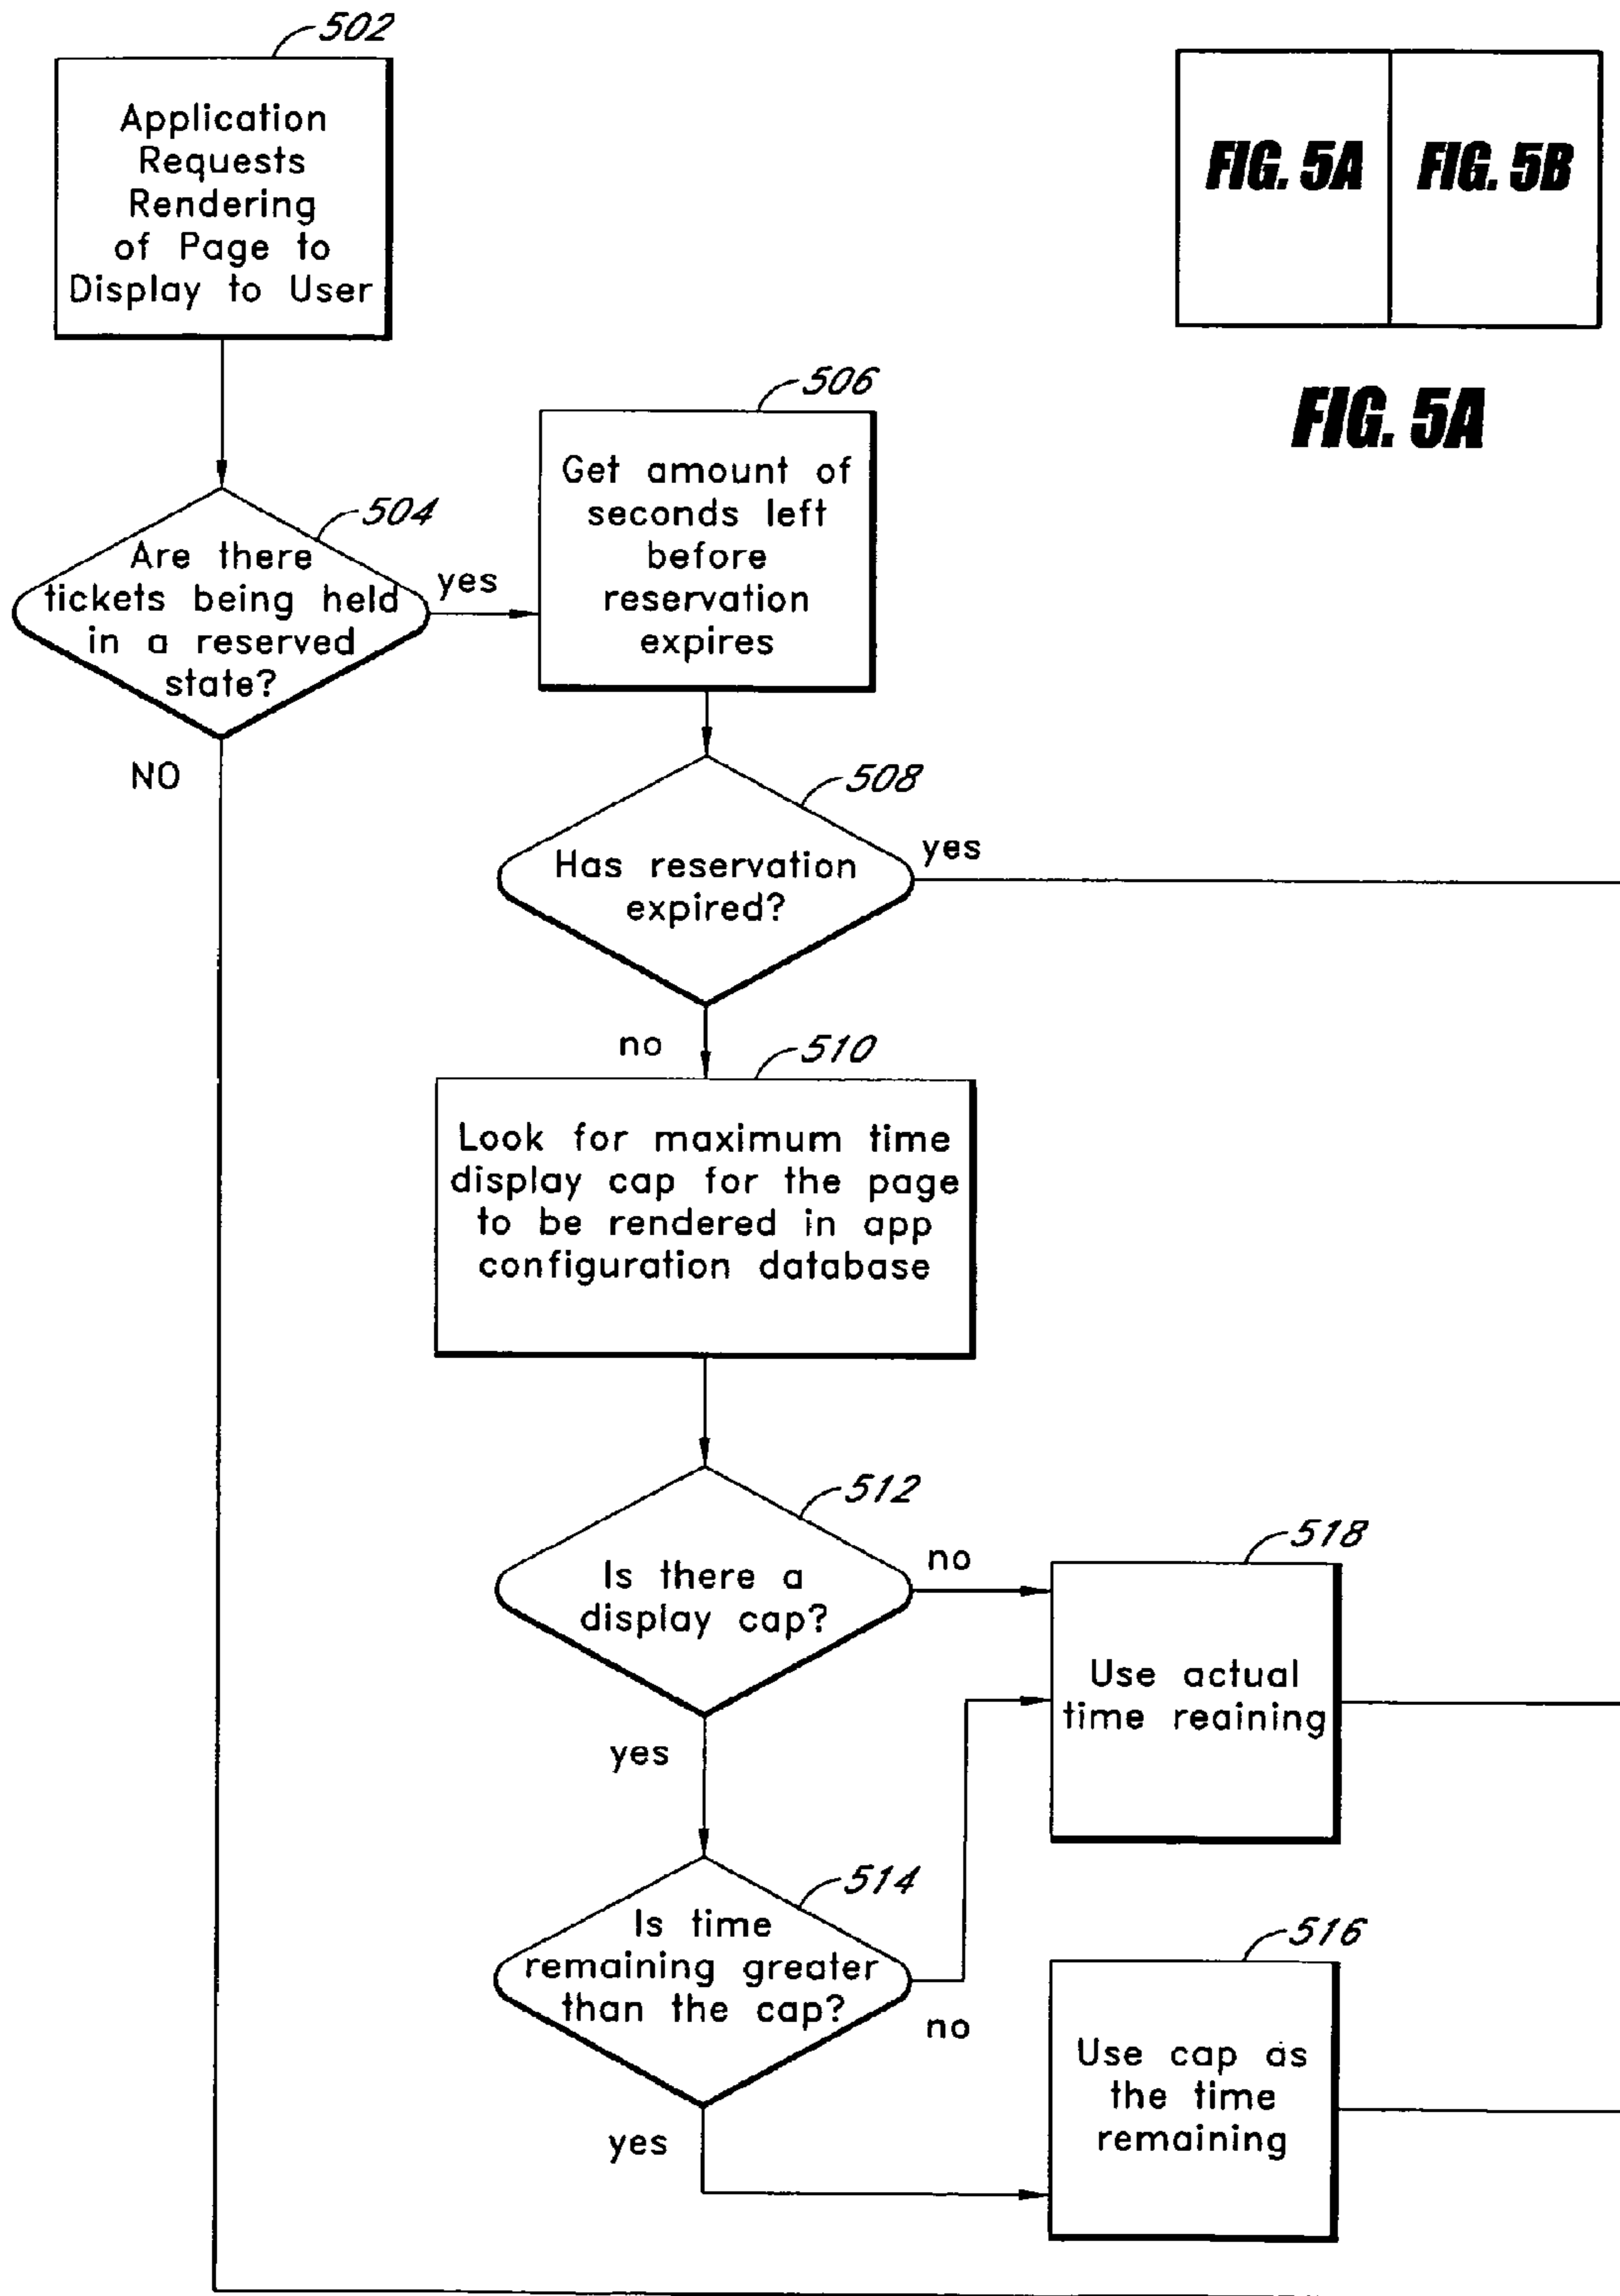 502
Application
Requests
Rendering
of Page to
Display to User
FIG. 5A
FIG. 5B
FIG. 5A
506
Get amount of
seconds left
before
reservation
expires
504
Are there
tickets being held
in a reserved
state?
yes
NO
508
Has reservation
expired?
yes
no
510
Look for maximum time
display cap for the page
to be rendered in app
configuration database
512
Is there a
display cap?
no
yes
518
Use actual
time reaining
514
Is time
remaining greater
than the cap?
no
yes
516
Use cap as
the time
remaining